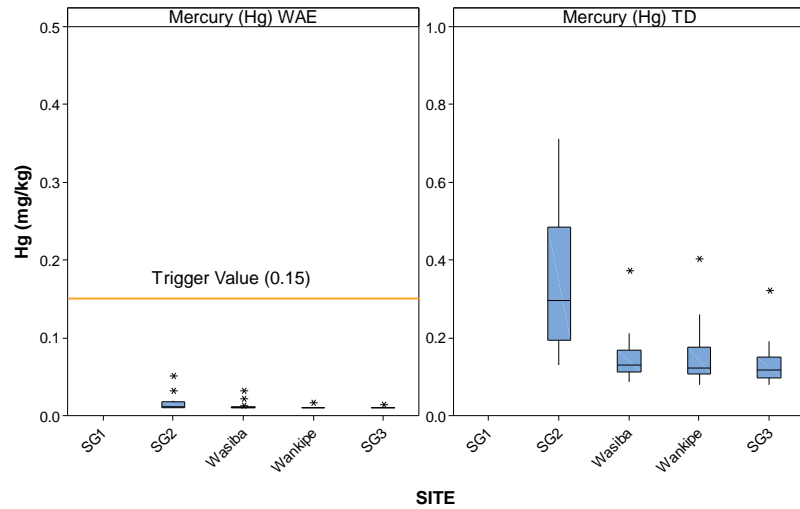 Mercury (Hg) WAE
Mercury (Hg) TD
Hg (mg/kg)
0.5
0.4
0.3
0.2
0.1
0.0
Trigger Value (0.15)
1.0
0.8
0.6
0.4
0.2
0.0
SG1
SG2
Wasiba
Wankipe
SG3
SG1
SG2
Wasiba
Wankipe
SG3
SITE